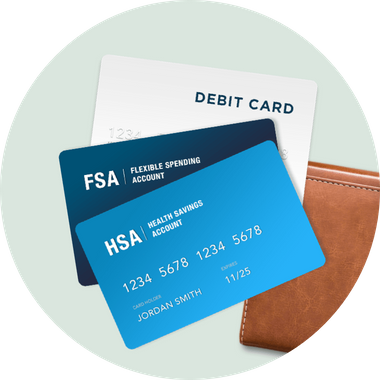 DEBIT CARD
1234
FSA
FLEXIBLE SPENDING
ACCOUNT
HSA
HEALTH SAVINGS
ACCOUNT
1234 5678 1234 5678
CARD HOLDER
EXPIRES
JORDAN SMITH
11/25